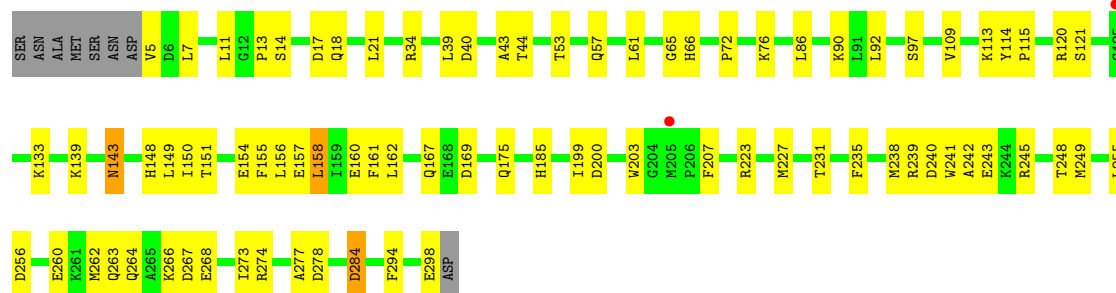 SER ASN ALA MET SER ASN ASP V5 D6 L7 L11 G12 P13 S14 D17 Q18 L21 R34 L39 D40 A43 T44 T53 Q57 L61 G65 H66 P72 K76 L86 K90 L91 L92 S97 V109 K113 Y114 P115 R120 S121
K133 K139 N143 H148 L149 I150 T151 E154 F155 L156 E157 L158 I159 E160 F161 L162 Q167 E168 D169 Q175 H185 I199 D200 W203 G204 M205 P206 F207 R223 M227 T231 F235 M238 R239 D240 W241 A242 E243 K244 R245 T248 M249
D256 E260 K261 M262 Q263 Q264 A265 K266 D267 E268 I273 R274 A277 D278 D284 F294 E298 ASP